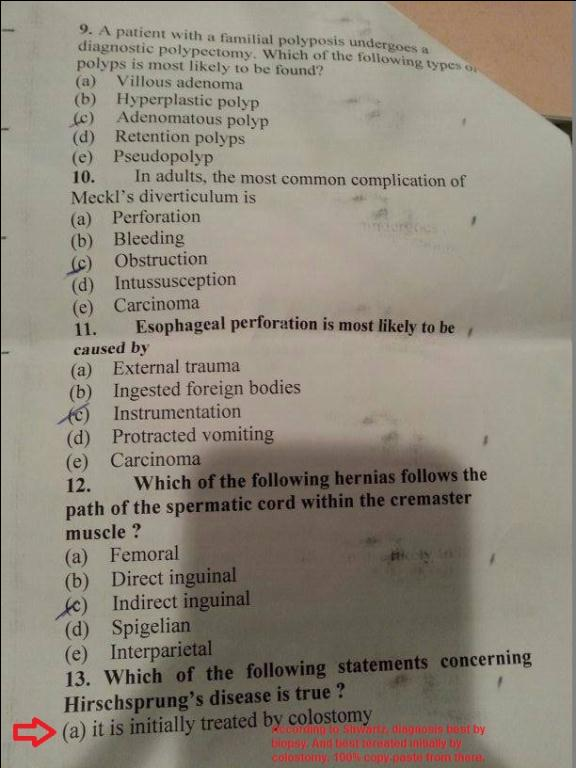 9. A patient with a familial polyposis undergoes a
diagnostic polypectomy. Which of the following types
polyps is most likely to be found?
(a) Villous adenoma
(b) Hyperplastic polyp
(c) Adenomatous polyp
(d) Retention polyps
(e) Pseudopolyp
10. In adults, the most common complication of
Meckl's diverticulum is
(a) Perforation
(b) Bleeding
(c) Obstruction
(d) Intussusception
(e) Carcinoma
11. Esophageal perforation is most likely to be
caused by
(a) External trauma
(b) Ingested foreign bodies
(c) Instrumentation
(d) Protracted vomiting
(e) Carcinoma
12. Which of the following hernias follows the
path of the spermatic cord within the cremaster
muscle ?
(a) Femoral
(b) Direct inguinal
(c) Indirect inguinal
(d) Spigelian
(e) Interparietal
13. Which of the following statements concerning
Hirschsprung's disease is true ?
(a) it is initially treated by colostomy
According to Shwartz, diagnosis best by
biopsy. And best tereated initially by
colostomy. 100% copy-paste from there.